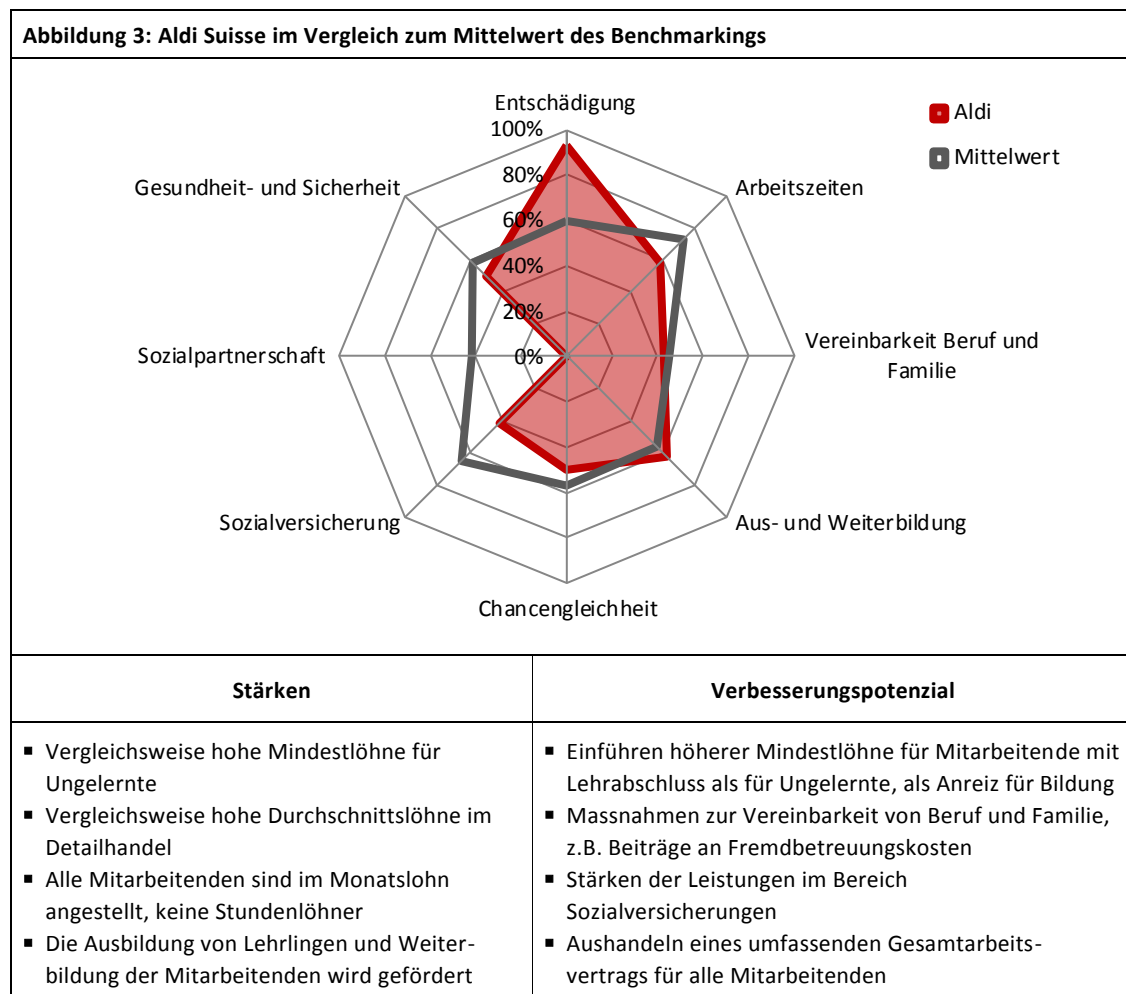 Abbildung 3: Aldi Suisse im Vergleich zum Mittelwert des Benchmarkings
Entschädigung
100%
80%
60%
40%
20%
0%
Aldi
Mittelwert
Gesundheit- und Sicherheit
Arbeitszeiten
Sozialpartnerschaft
Vereinbarkeit Beruf und
Familie
Sozialversicherung
Aus- und Weiterbildung
Chancengleichheit
Stärken
▪ Vergleichsweise hohe Mindestlöhne für
Ungelernte
▪ Vergleichsweise hohe Durchschnittslöhne im
Detailhandel
▪ Alle Mitarbeitenden sind im Monatslohn
angestellt, keine Stundenlöhner
▪ Die Ausbildung von Lehrlingen und Weiter-
bildung der Mitarbeitenden wird gefördert
Verbesserungspotenzial
▪ Einführen höherer Mindestlöhne für Mitarbeitende mit
Lehrabschluss als für Ungelernte, als Anreiz für Bildung
▪ Massnahmen zur Vereinbarkeit von Beruf und Familie,
z.B. Beiträge an Fremdbetreuungskosten
▪ Stärken der Leistungen im Bereich
Sozialversicherungen
▪ Aushandeln eines umfassenden Gesamtarbeits-
vertrags für alle Mitarbeitenden